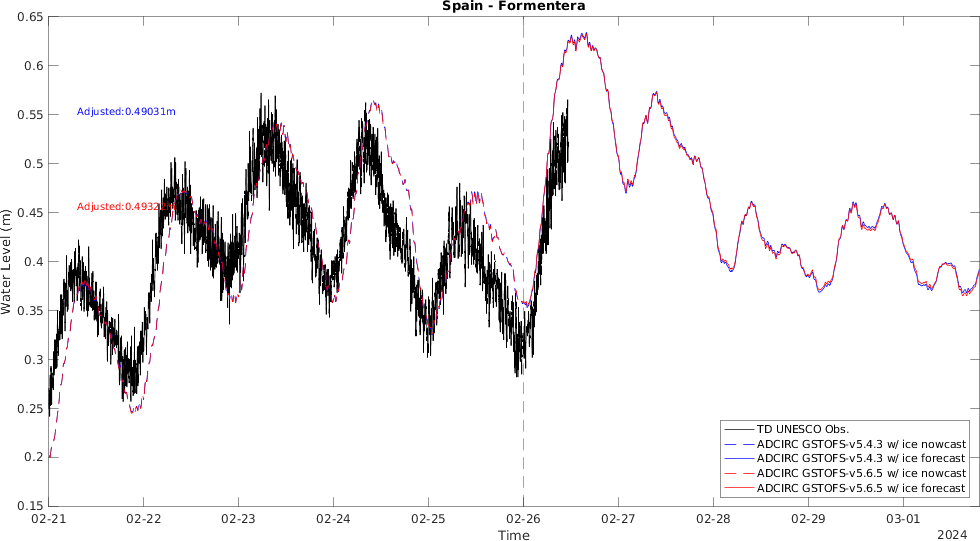 Spain - Formentera
0.65
0.6
0.55
0.5
0.45
0.4
0.35
0.3
0.25
0.2
0.15
Water Level (m)
Adjusted:0.49031m
Adjusted:0.4932
TD UNESCO Obs.
ADCIRC GSTOFS-v5.4.3 w/ ice nowcast
ADCIRC GSTOFS-v5.4.3 w/ ice forecast
ADCIRC GSTOFS-v5.6.5 w/ ice nowcast
ADCIRC GSTOFS-v5.6.5 w/ ice forecast
02-21 02-22 02-23 02-24 02-25 02-26 02-27 02-28 02-29 03-01
Time
2024